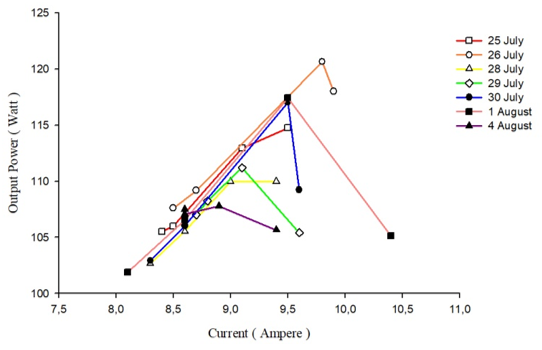 125
120
115
110
105
100
Output Power ( Watt )
7,5 8,0 8,5 9,0 9,5 10,0 10,5 11,0
Current ( Ampere )
25 July
26 July
28 July
29 July
30 July
1 August
4 August